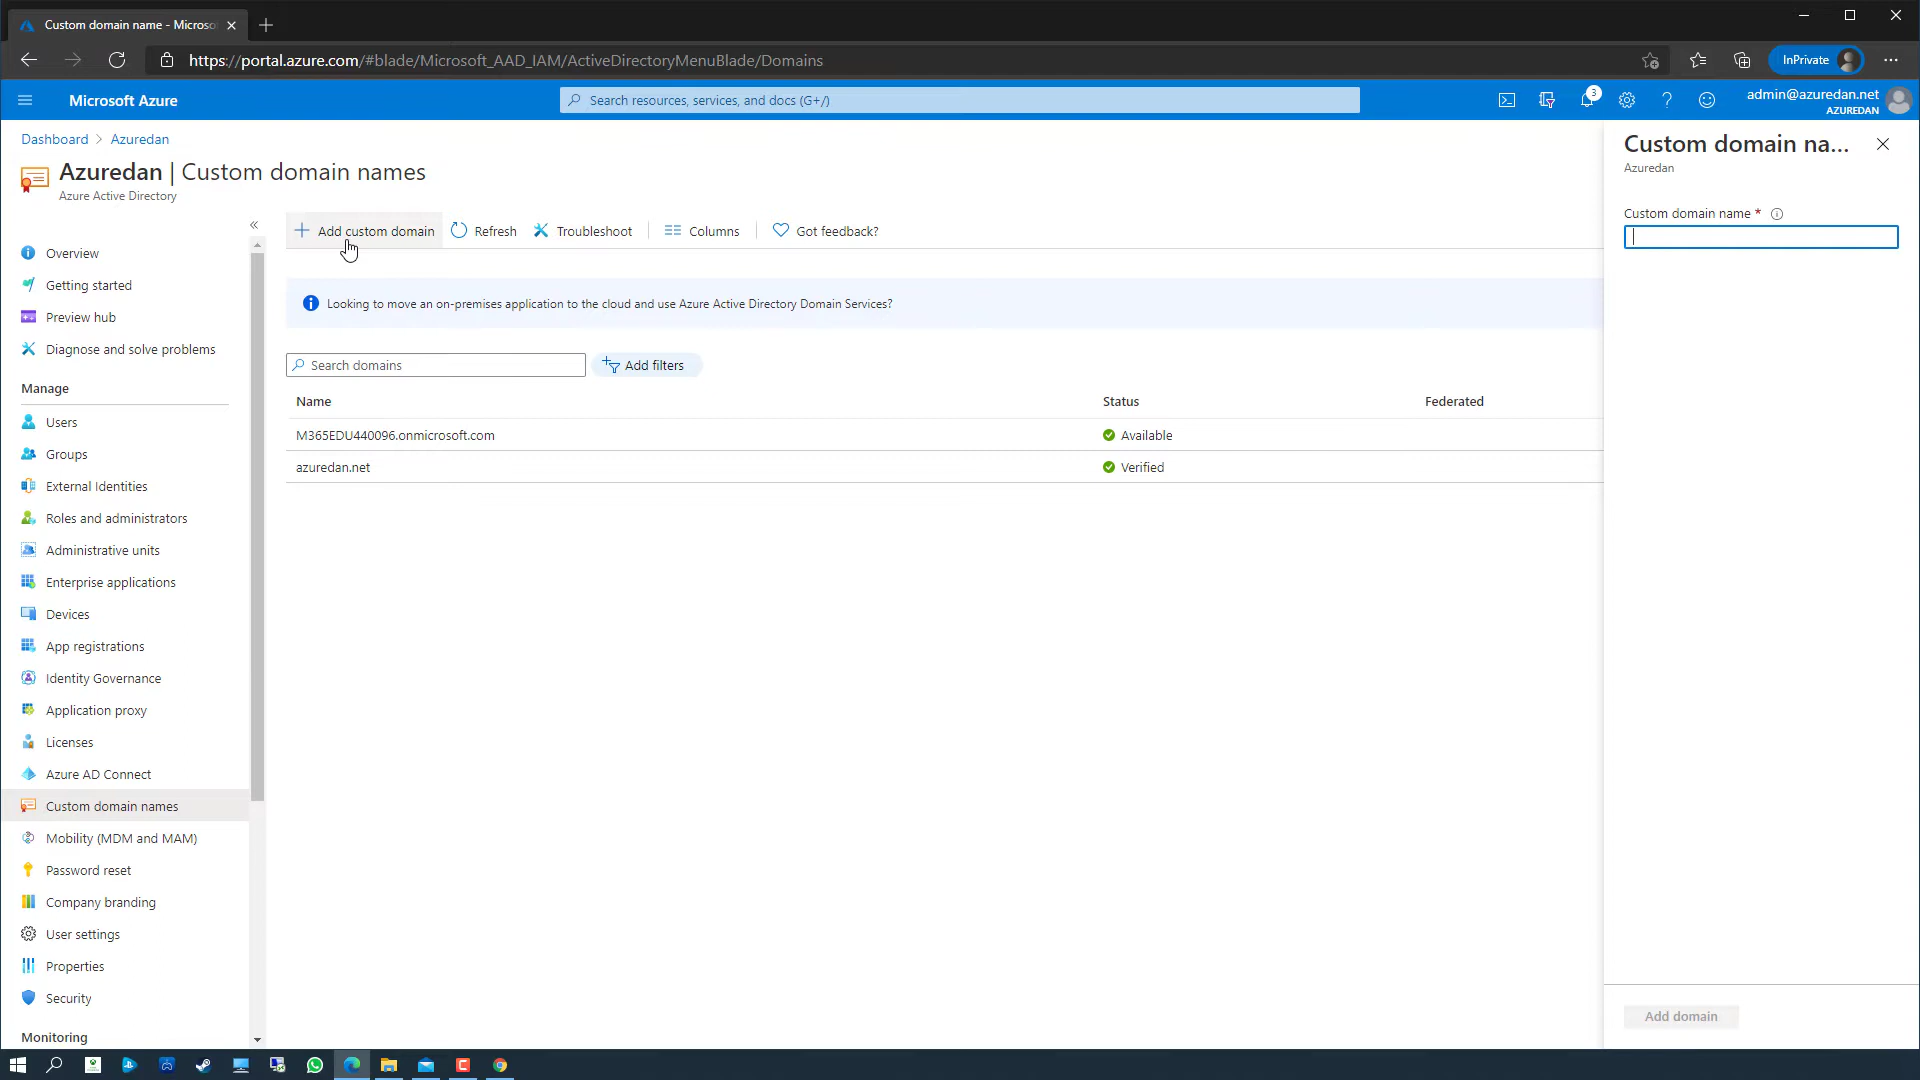 Custom domain name - Microso
https://portal.azure.com/#blade/Microsoft_AAD_IAM/ActiveDirectoryMenuBlade/Domains
InPrivate
Microsoft Azure
Search resources, services, and docs (G+/)
3
admin@azuredan.net
AZUREDAN
Dashboard > Azuredan
Azuredan | Custom domain names
Azure Active Directory
«
Overview
Getting started
Preview hub
Diagnose and solve problems
Manage
Users
Groups
External Identities
Roles and administrators
Administrative units
Enterprise applications
Devices
App registrations
Identity Governance
Application proxy
Licenses
Azure AD Connect
Custom domain names
Mobility (MDM and MAM)
Password reset
Company branding
User settings
Properties
Security
Monitoring
+ Add custom domain
Refresh
Troubleshoot
Columns
Got feedback?
Looking to move an on-premises application to the cloud and use Azure Active Directory Domain Services?
Search domains
Add filters
Name Status Federated
M365EDU440096.onmicrosoft.com Available
azuredan.net Verified
Custom domain na...
Azuredan
Custom domain name *
Add domain